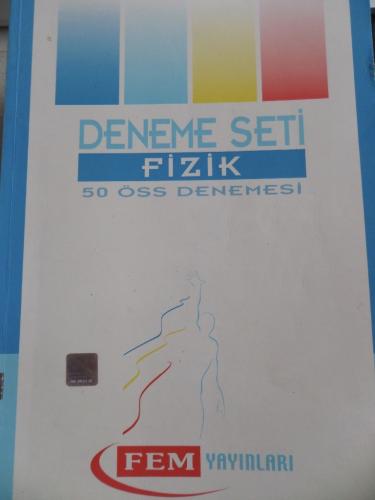 DENEME SETİ
FİZİK
50 ÖSS DENEMESİ
FEM YAYINLARI